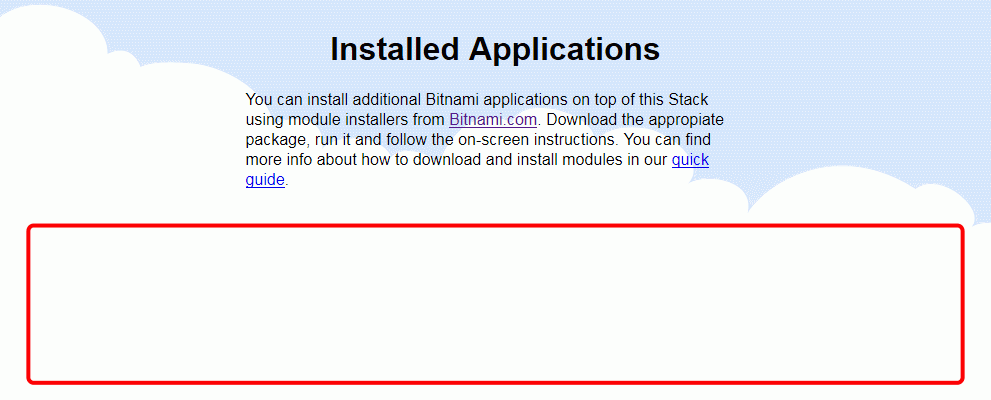 Installed Applications
You can install additional Bitnami applications on top of this Stack
using module installers from Bitnami.com. Download the appropiate
package, run it and follow the on-screen instructions. You can find
more info about how to download and install modules in our quick
guide.